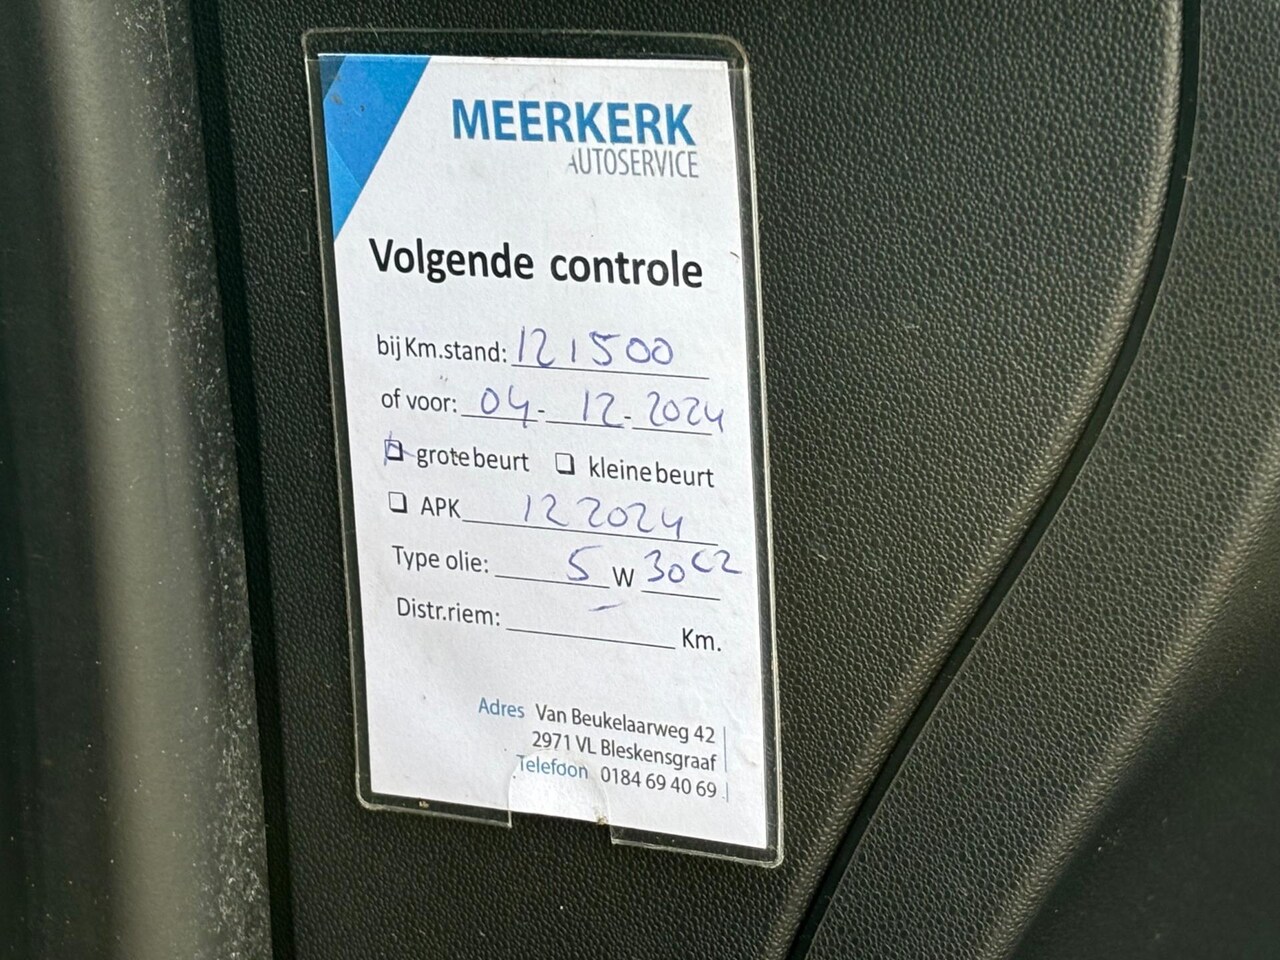 MEERKERK
AUTOSERVICE
Volgende controle
bij Km.stand: 121500
of voor: 04-12-2024
grote beurt kleine beurt
APK 12 2024
Type olie: 5 W 30 C2
Distr.riem: Km.
Adres Van Beukelaarweg 42
2971 VL Bleskensgraaf
Telefoon 0184 69 40 69